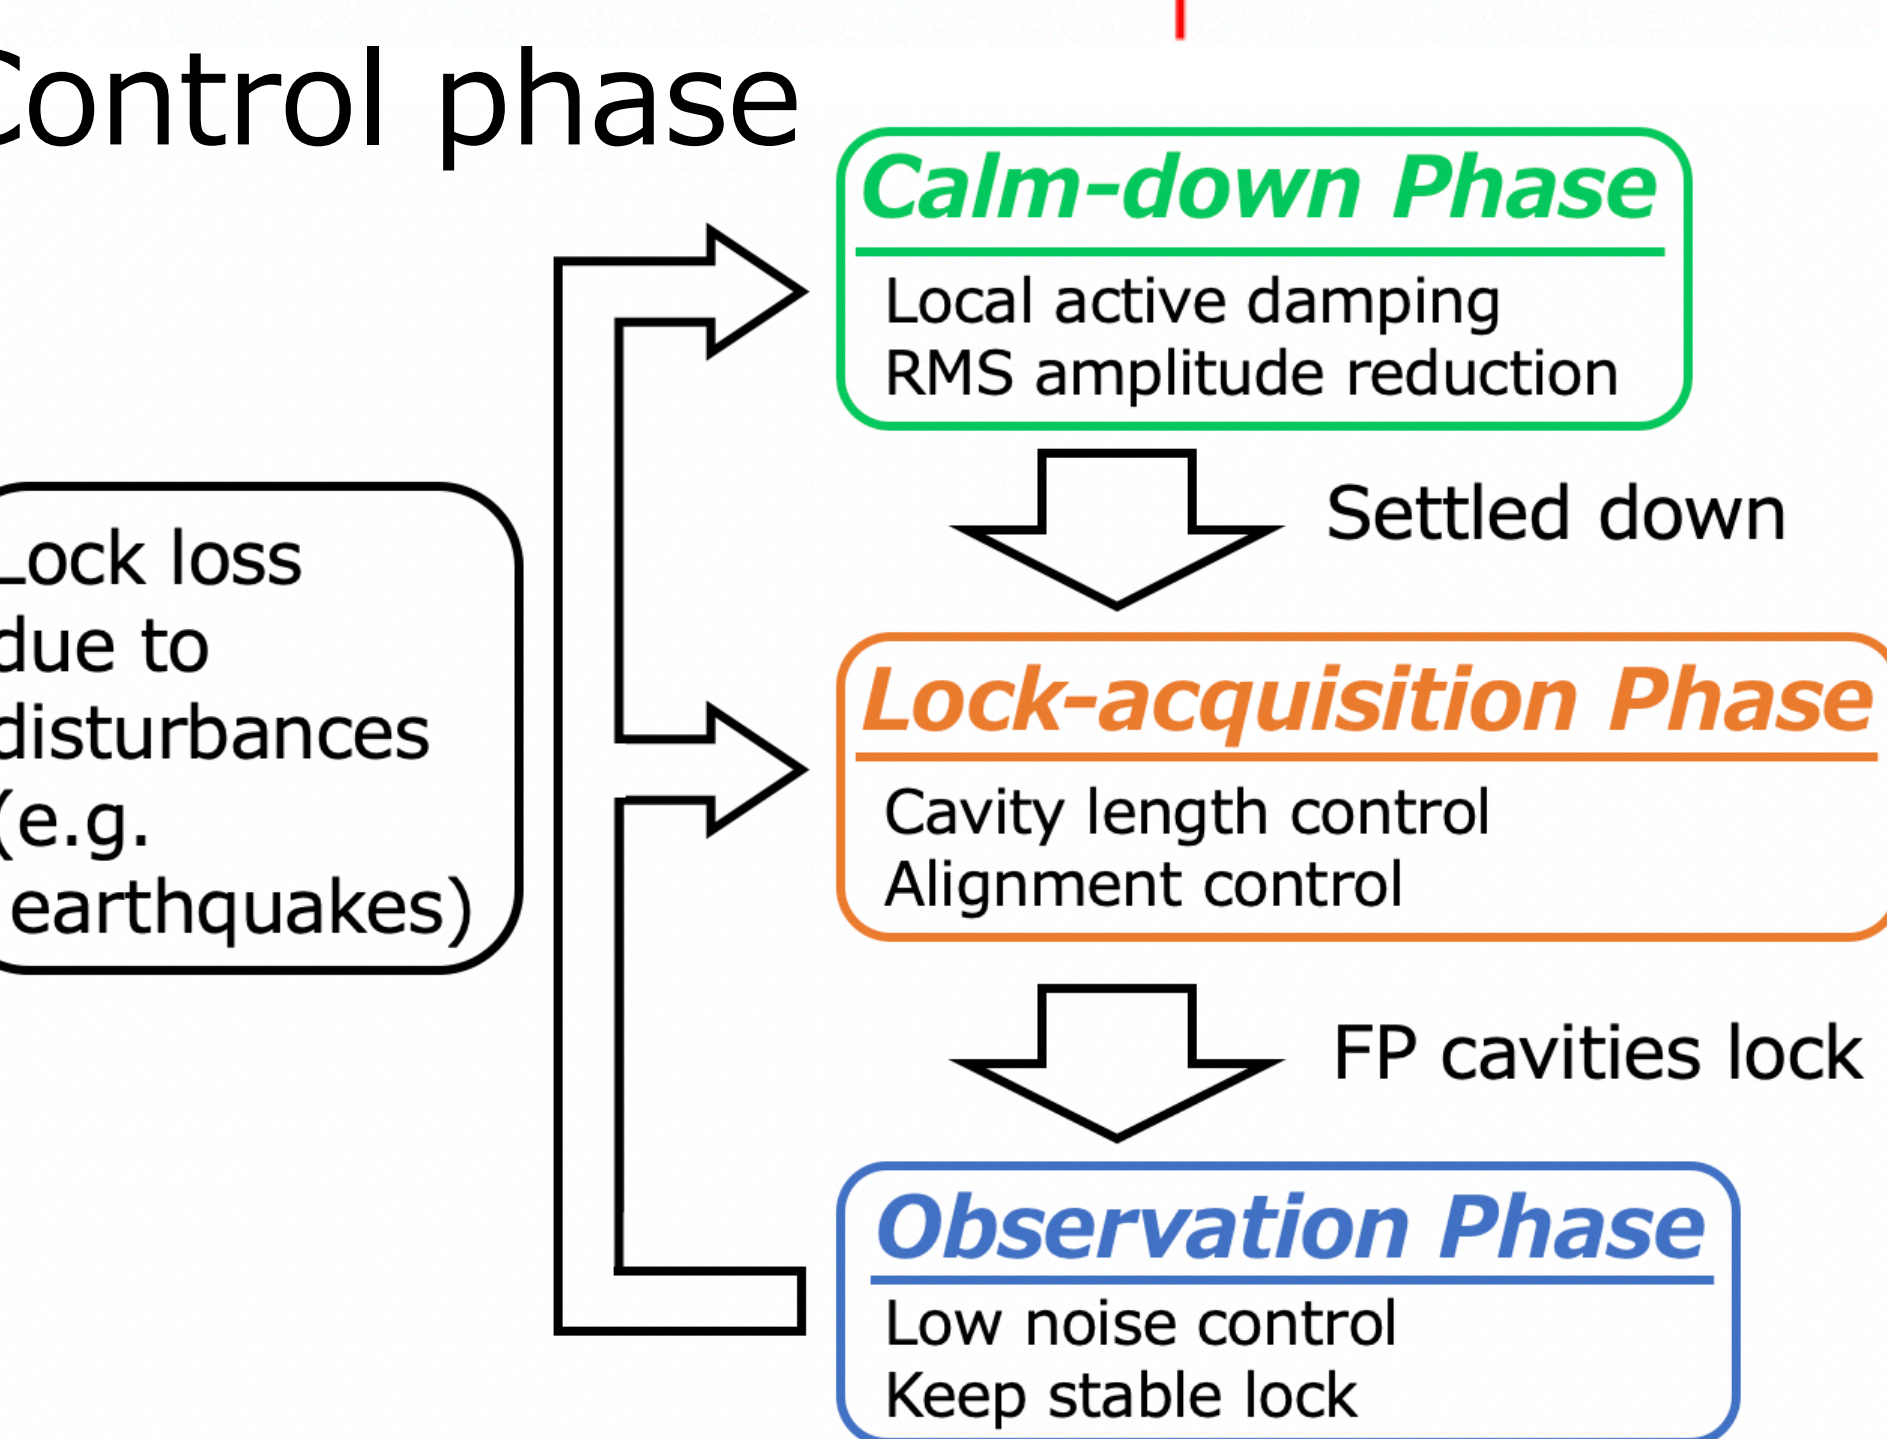 Control phase
Calm-down Phase
Local active damping
RMS amplitude reduction
Settled down
Lock loss
due to
disturbances
(e.g.
earthquakes)
Lock-acquisition Phase
Cavity length control
Alignment control
FP cavities lock
Observation Phase
Low noise control
Keep stable lock